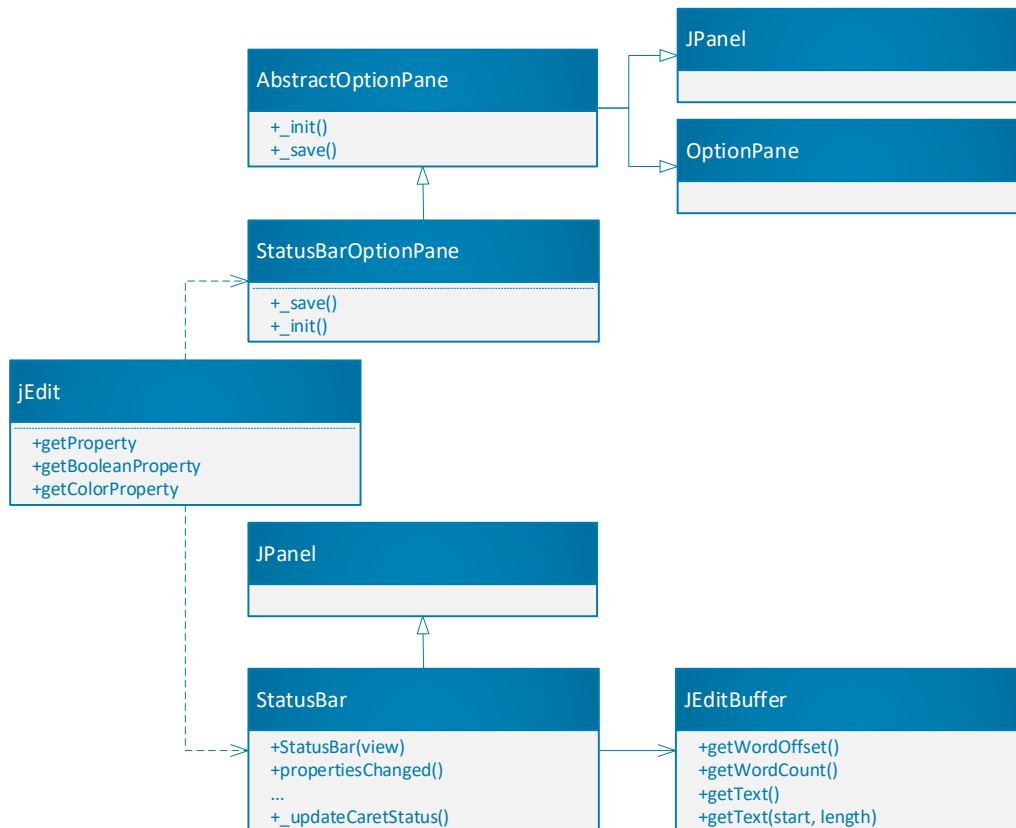 JPanel
AbstractOptionPane
+_init()
+_save()
OptionPane
StatusBarOptionPane
+_save()
+_init()
jEdit
+getProperty
+getBooleanProperty
+getColorProperty
JPanel
StatusBar
+StatusBar(view)
+propertiesChanged()
...
+_updateCaretStatus()
JEditBuffer
+getWordOffset()
+getWordCount()
+getText()
+getText(start, length)